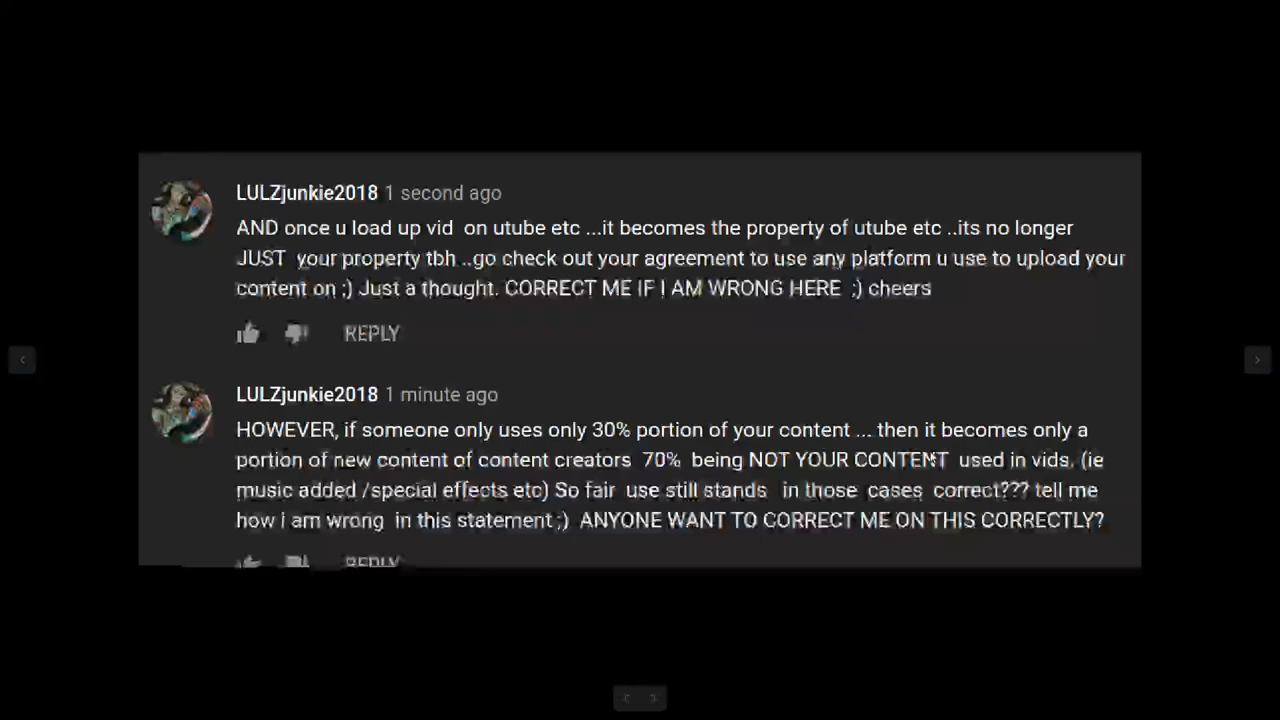 LULZjunkie2018 1 second ago
AND once u load up vid on utube etc ...it becomes the property of utube etc ..its no longer
JUST your property tbh ..go check out your agreement to use any platform u use to upload your
content on ;) Just a thought. CORRECT ME IF I AM WRONG HERE ;) cheers
REPLY
LULZjunkie2018 1 minute ago
HOWEVER, if someone only uses only 30% portion of your content ... then it becomes only a
portion of new content of content creators 70% being NOT YOUR CONTENT used in vids. (ie
music added /special effects etc) So fair use still stands in those cases correct??? tell me
how i am wrong in this statement ;) ANYONE WANT TO CORRECT ME ON THIS CORRECTLY?
REPLY